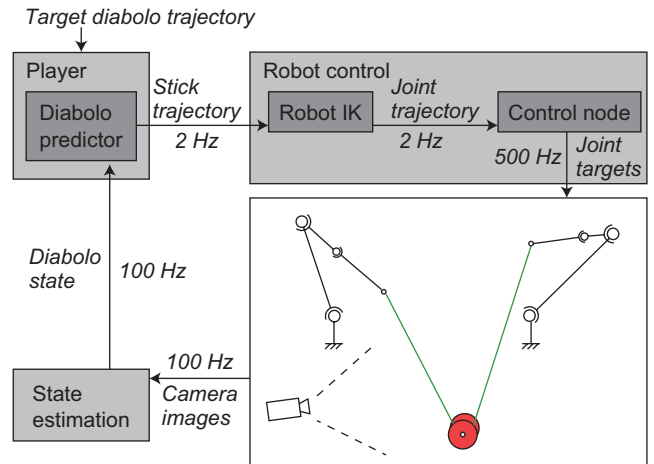 Target diabolo trajectory
Player
Diabolo
predictor
Stick
trajectory
2 Hz
Robot control
Robot IK
Joint
trajectory
2 Hz
Control node
500 Hz
Joint
targets
Diabolo
state
100 Hz
State
estimation
100 Hz
Camera
images